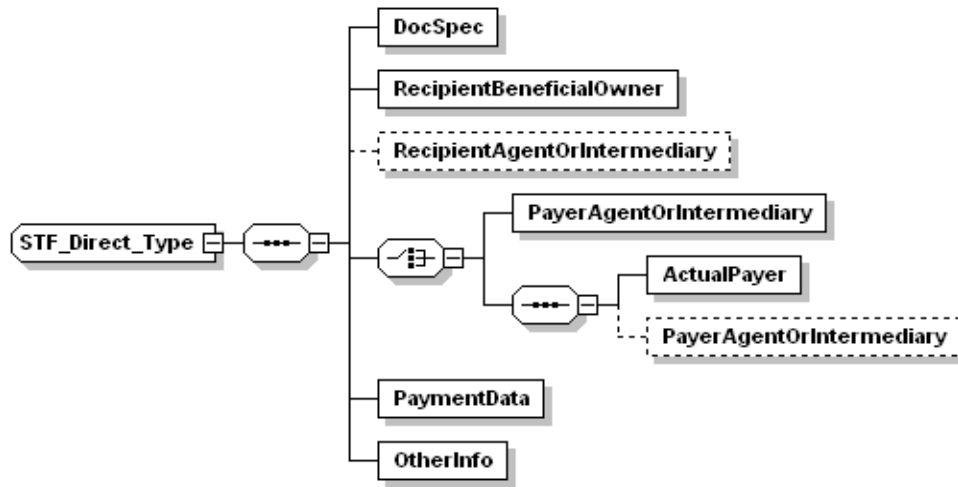 DocSpec
RecipientBeneficialOwner
RecipientAgentOrIntermediary
PayerAgentOrIntermediary
STF_Direct_Type
ActualPayer
PayerAgentOrIntermediary
PaymentData
OtherInfo